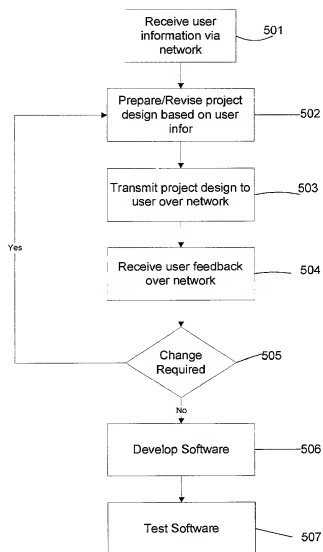 Receive user
information via
network
501
Prepare/Revise project
design based on user
infor
502
Transmit project design to
user over network
503
Yes
Receive user feedback
over network
504
Change
Required
505
No
Develop Software
506
Test Software
507